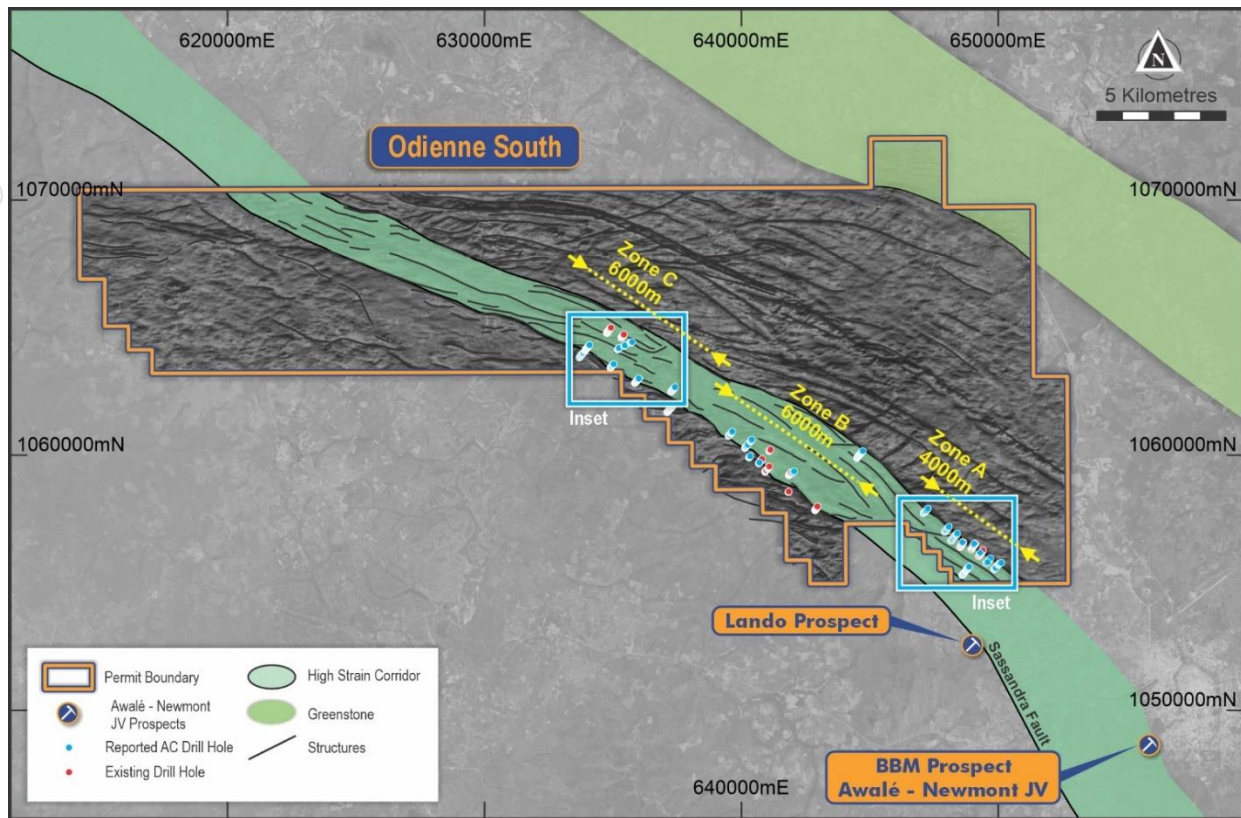 620000mE
630000mE
640000mE
650000mE
N
5 Kilometres
Odienne South
1070000mN
1070000mN
Zone C
6000m
Zone B
6000m
Zone A
4000m
Inset
1060000mN
1060000mN
Inset
Lando Prospect
Sassandra Fault
1050000mN
BBM Prospect
Awalé - Newmont JV
640000mE
Permit Boundary
High Strain Corridor
Awalé - Newmont
JV Prospects
Greenstone
Reported AC Drill Hole
Structures
Existing Drill Hole